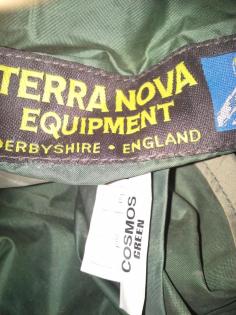 TERRA NOVA
EQUIPMENT
DERBYSHIRE • ENGLAND
COSMOS
GREEN